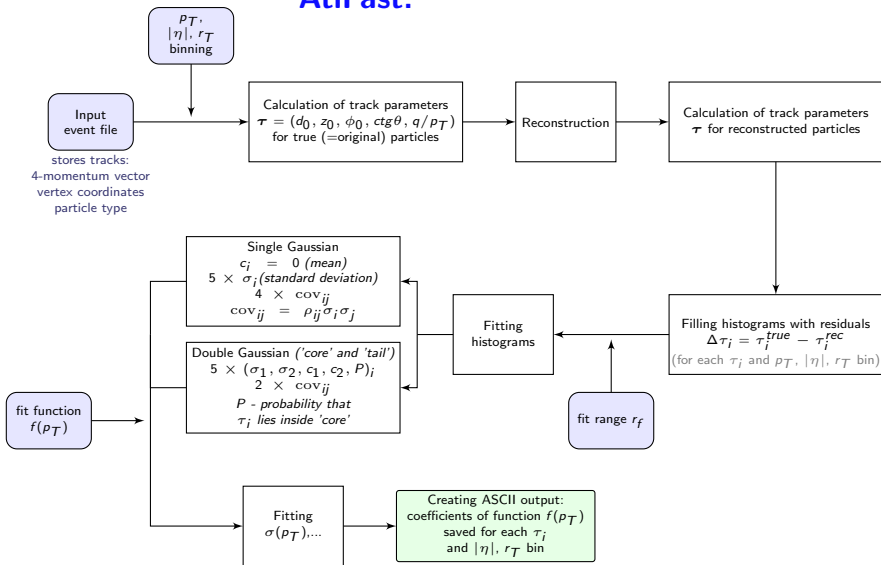 AtlFast:
p_T,
|η|, r_T
binning
Input
event file
stores tracks:
4-momentum vector
vertex coordinates
particle type
Calculation of track parameters
τ = (d_0, z_0, ϕ_0, ctgθ, q/p_T)
for true (=original) particles
Reconstruction
Calculation of track parameters
τ for reconstructed particles
Single Gaussian
c_i = 0 (mean)
5 × σ_i (standard deviation)
4 × cov_ij
cov_ij = ρ_ij σ_i σ_j
Double Gaussian ('core' and 'tail')
5 × (σ_1, σ_2, c_1, c_2, P)_i
2 × cov_ij
P - probability that
τ_i lies inside 'core'
Fitting
histograms
Filling histograms with residuals
Δτ_i = τ_i^true − τ_i^rec
(for each τ_i and p_T, |η|, r_T bin)
fit function
f(p_T)
fit range r_f
Fitting
σ(p_T),...
Creating ASCII output:
coefficients of function f(p_T)
saved for each τ_i
and |η|, r_T bin